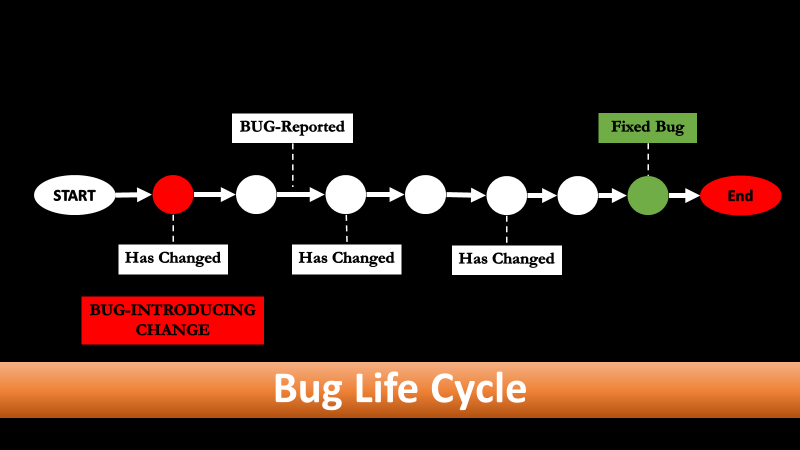 BUG-Reported
Fixed Bug
START
End
Has Changed
Has Changed
Has Changed
BUG-INTRODUCING
CHANGE
Bug Life Cycle